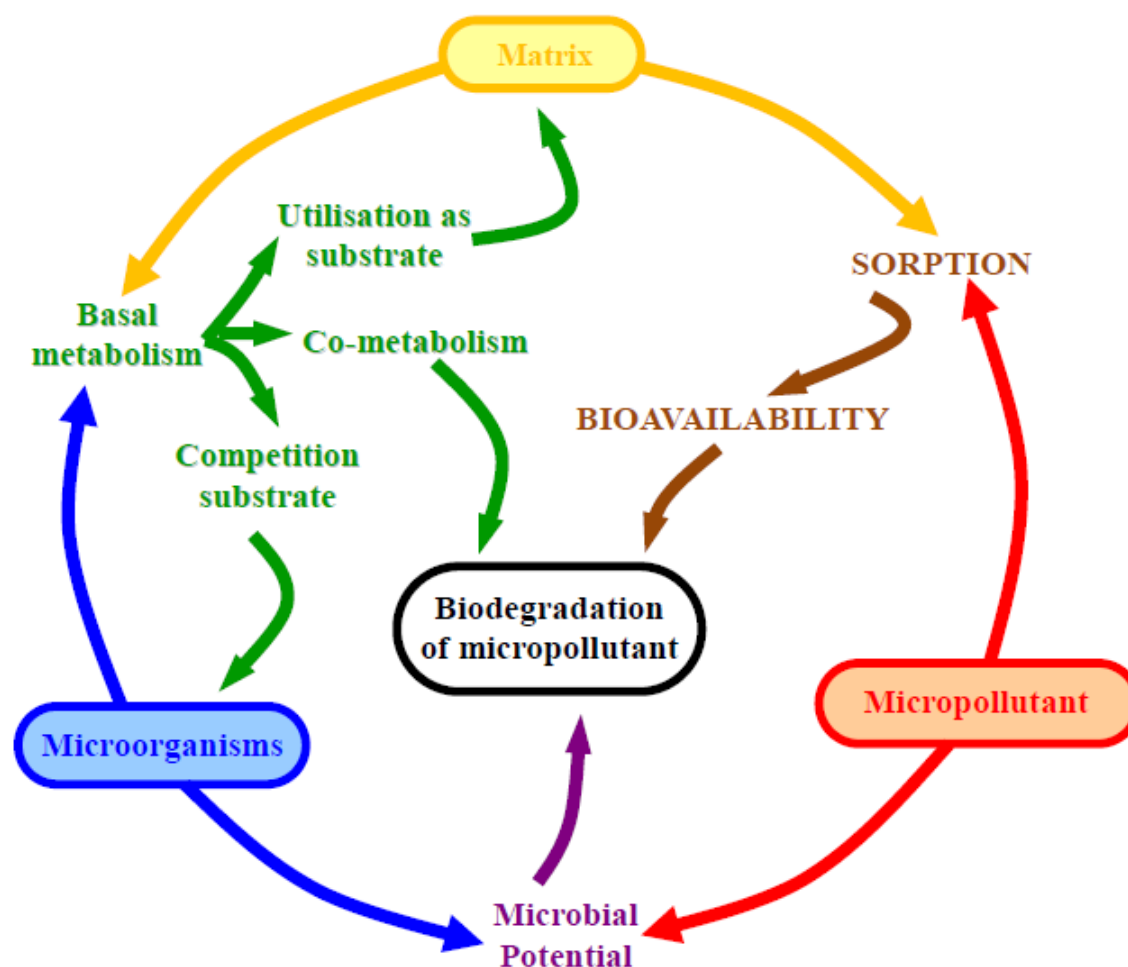 Matrix
Utilisation as
substrate
SORPTION
Basal
metabolism
Co-metabolism
BIOAVAILABILITY
Competition
substrate
Biodegradation
of micropollutant
Micropollutant
Microorganisms
Microbial
Potential